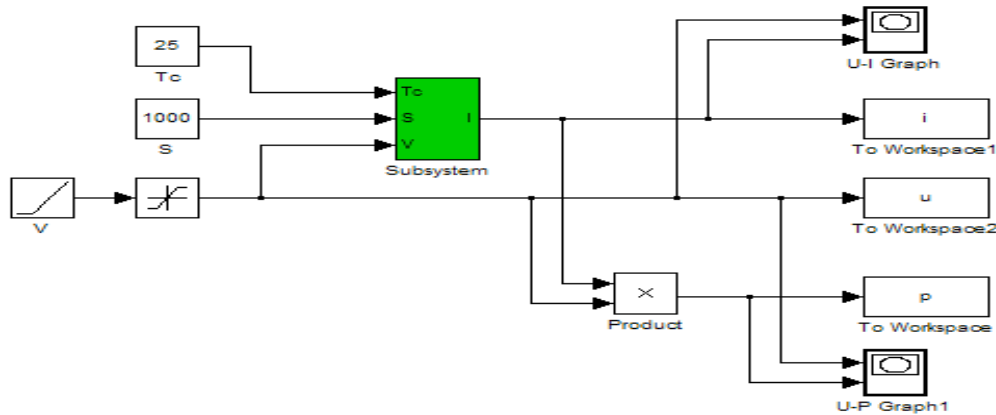 25
Tc
1000
S
V
Tc
S
V
I
Subsystem
×
Product
U-I Graph
i
To Workspace1
u
To Workspace2
p
To Workspace
U-P Graph1